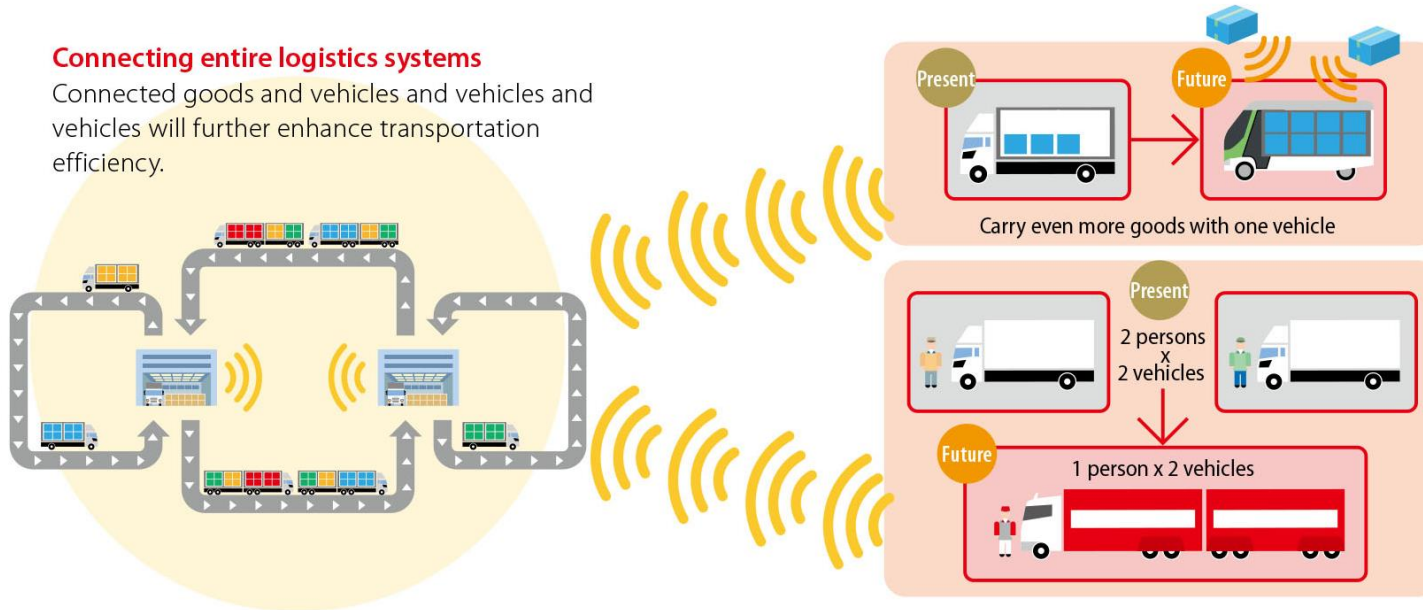 Connecting entire logistics systems
Connected goods and vehicles and vehicles and
vehicles will further enhance transportation
efficiency.
Present
Future
Carry even more goods with one vehicle
Present
2 persons
x
2 vehicles
Future
1 person x 2 vehicles